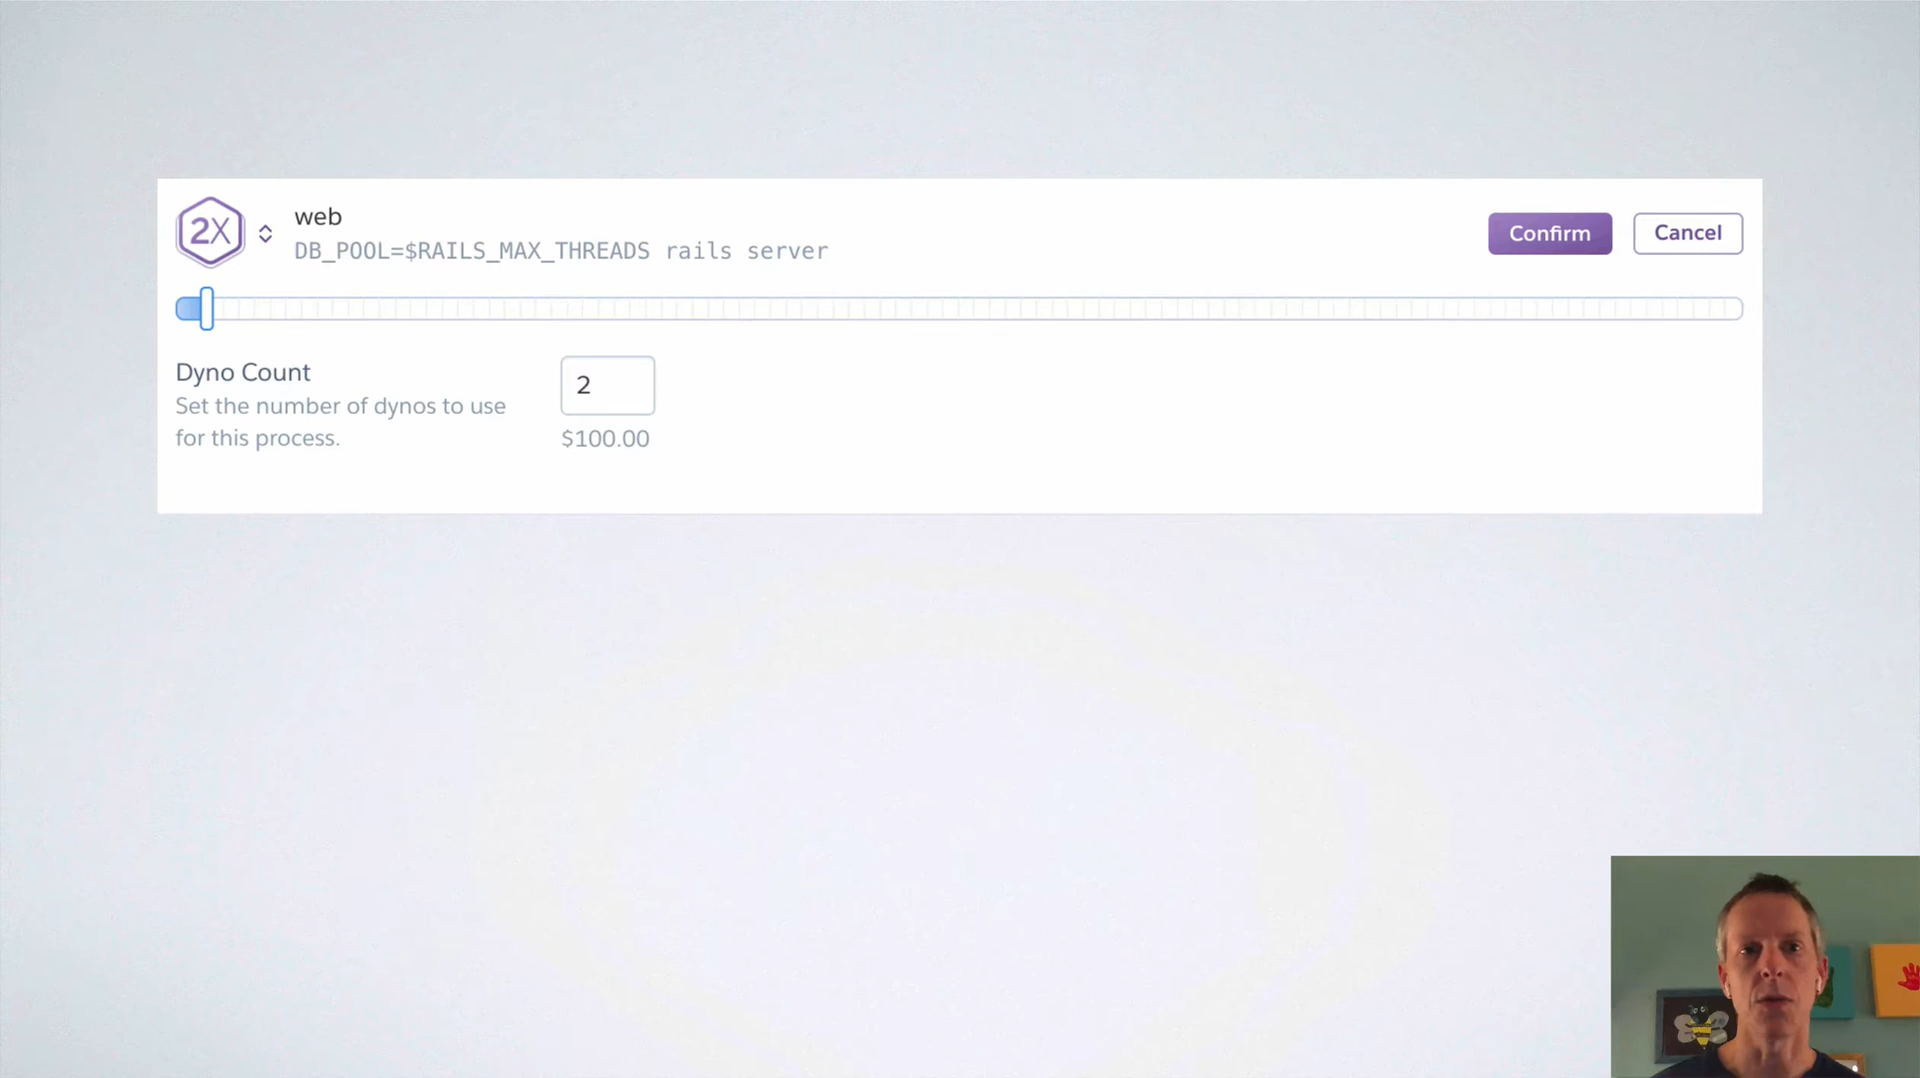 2X
web
DB_POOL=$RAILS_MAX_THREADS rails server
Confirm
Cancel
Dyno Count
Set the number of dynos to use
for this process.
2
$100.00